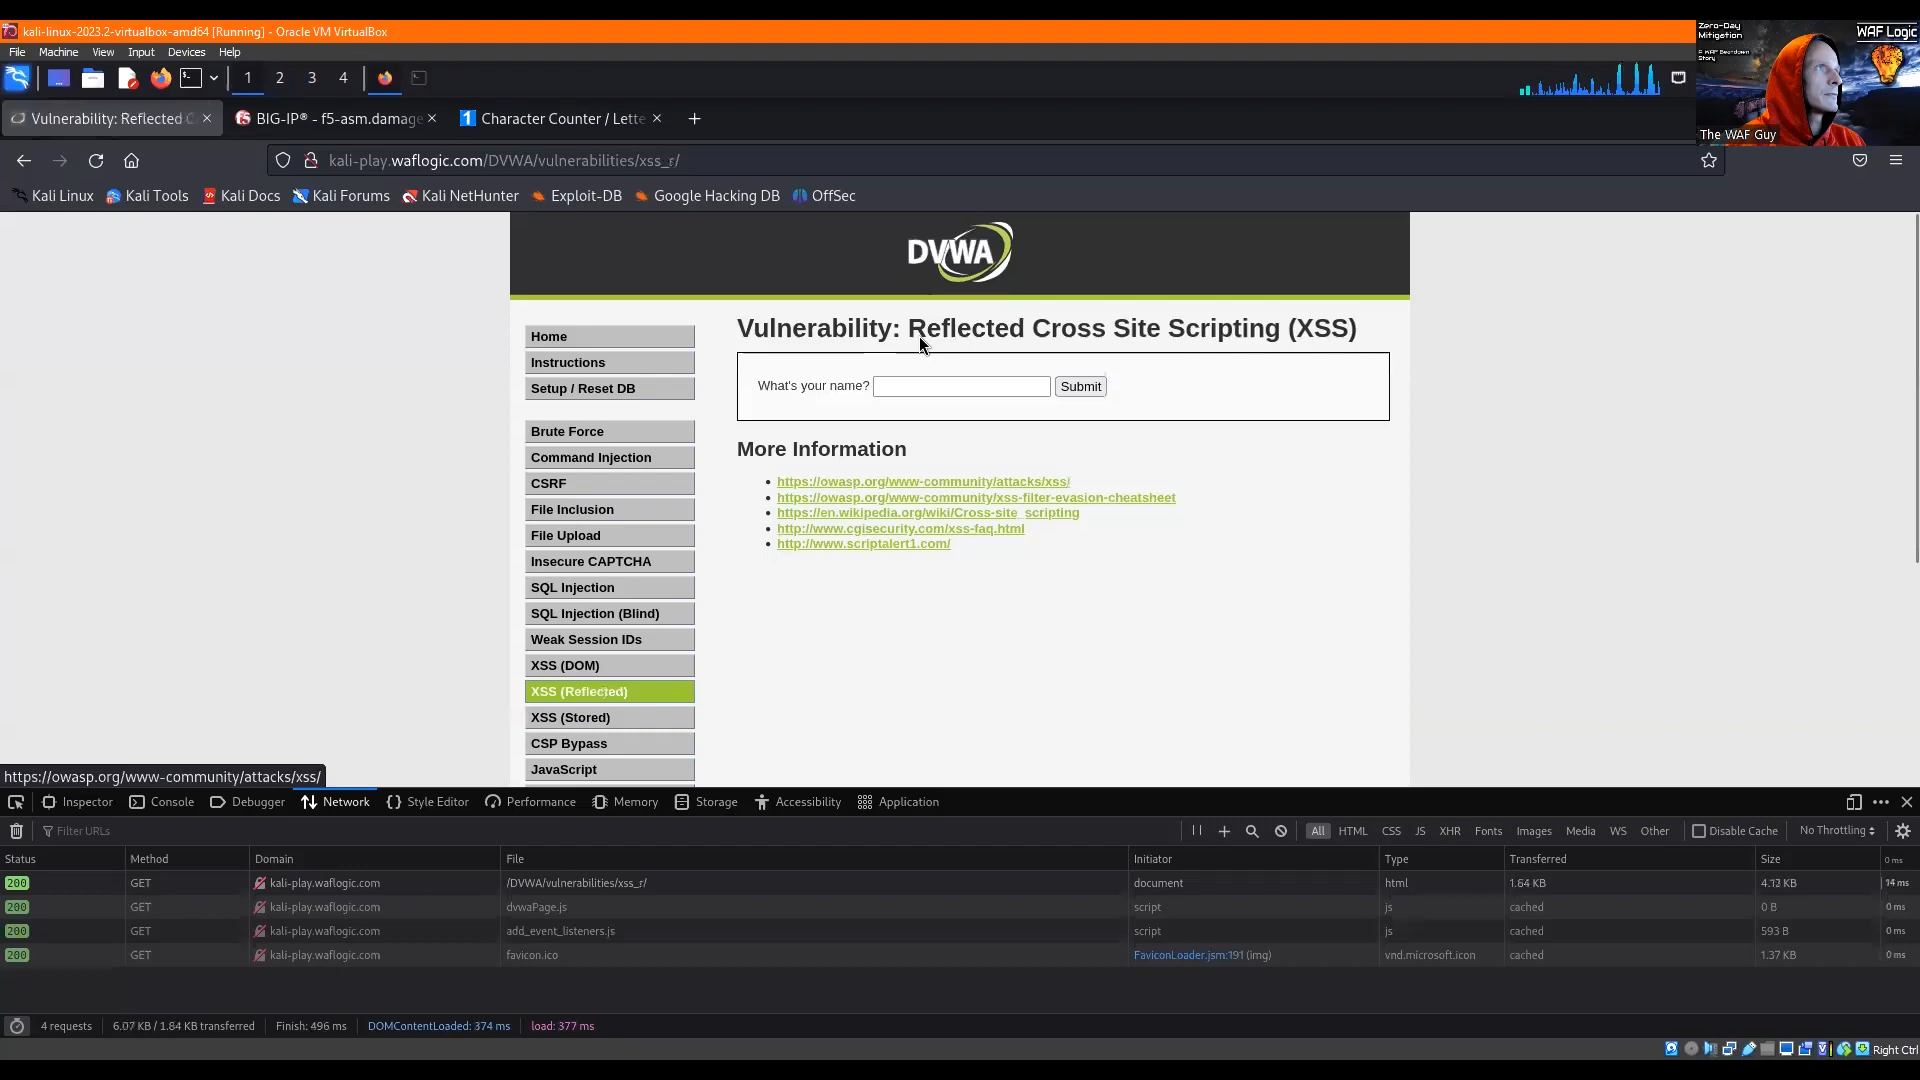 kali-linux-2023.2-virtualbox-amd64 [Running] - Oracle VM VirtualBox
File Machine View Input Devices Help
Zero-Day
Mitigation
A WAF Beatdown
Story
WAF Logic
The WAF Guy
1 2 3 4
Vulnerability: Reflected
BIG-IP® - f5-asm.damage
Character Counter / Lette
kali-play.waflogic.com/DVWA/vulnerabilities/xss_r/
Kali Linux Kali Tools Kali Docs Kali Forums Kali NetHunter Exploit-DB Google Hacking DB OffSec
DVWA
Vulnerability: Reflected Cross Site Scripting (XSS)
What's your name? Submit
More Information
https://owasp.org/www-community/attacks/xss/
https://owasp.org/www-community/xss-filter-evasion-cheatsheet
https://en.wikipedia.org/wiki/Cross-site_scripting
http://www.cgisecurity.com/xss-faq.html
http://www.scriptalert1.com/
Home
Instructions
Setup / Reset DB
Brute Force
Command Injection
CSRF
File Inclusion
File Upload
Insecure CAPTCHA
SQL Injection
SQL Injection (Blind)
Weak Session IDs
XSS (DOM)
XSS (Reflected)
XSS (Stored)
CSP Bypass
JavaScript
https://owasp.org/www-community/attacks/xss/
Inspector Console Debugger Network Style Editor Performance Memory Storage Accessibility Application
Filter URLs
All HTML CSS JS XHR Fonts Images Media WS Other Disable Cache No Throttling
Status Method Domain File Initiator Type Transferred Size 0 ms
200 GET kali-play.waflogic.com /DVWA/vulnerabilities/xss_r/ document html 1.64 KB 4.12 KB 14 ms
200 GET kali-play.waflogic.com dvwaPage.js script js cached 0 B 0 ms
200 GET kali-play.waflogic.com add_event_listeners.js script js cached 593 B 0 ms
200 GET kali-play.waflogic.com favicon.ico FaviconLoader.jsm:191 (img) vnd.microsoft.icon cached 1.37 KB 0 ms
4 requests 6.07 KB / 1.84 KB transferred Finish: 496 ms DOMContentLoaded: 374 ms load: 377 ms
Right Ctrl